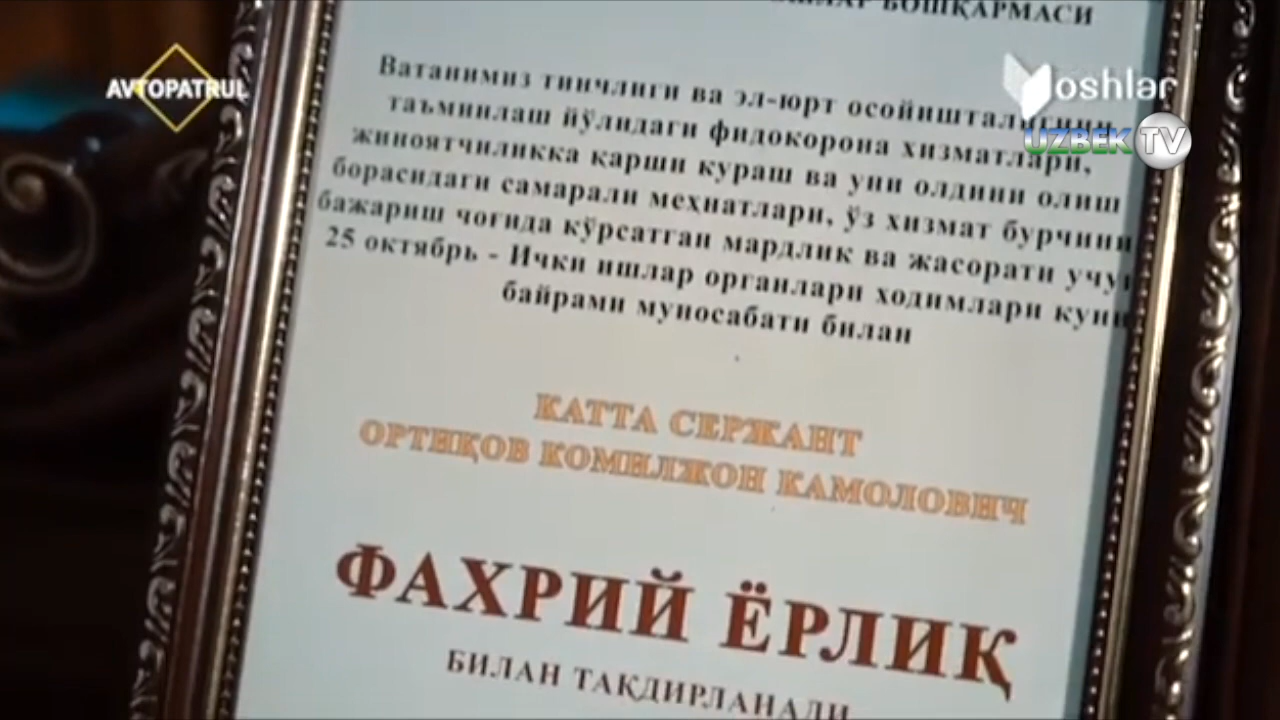 БОШҚАРМАСИ
AVTOPATRUL
Yoshlar
UZBEK TV
Ватанимиз тинчлиги ва эл-юрт осойишталигини
таъминлаш йўлидаги фидокорона хизматлари,
жиноятчиликка қарши кураш ва уни олдини олиш
борасидаги самарали меҳнатлари, ўз хизмат бурчини
бажариш чоғида кўрсатган мардлик ва жасорати учун
25 октябрь - Ички ишлар органлари ходимлари куни
байрами муносабати билан
КАТТА СЕРЖАНТ
ОРТИҚОВ КОМИЛЖОН КАМОЛОВИЧ
ФАХРИЙ ЁРЛИҚ
БИЛАН ТАҚДИРЛАНАДИ